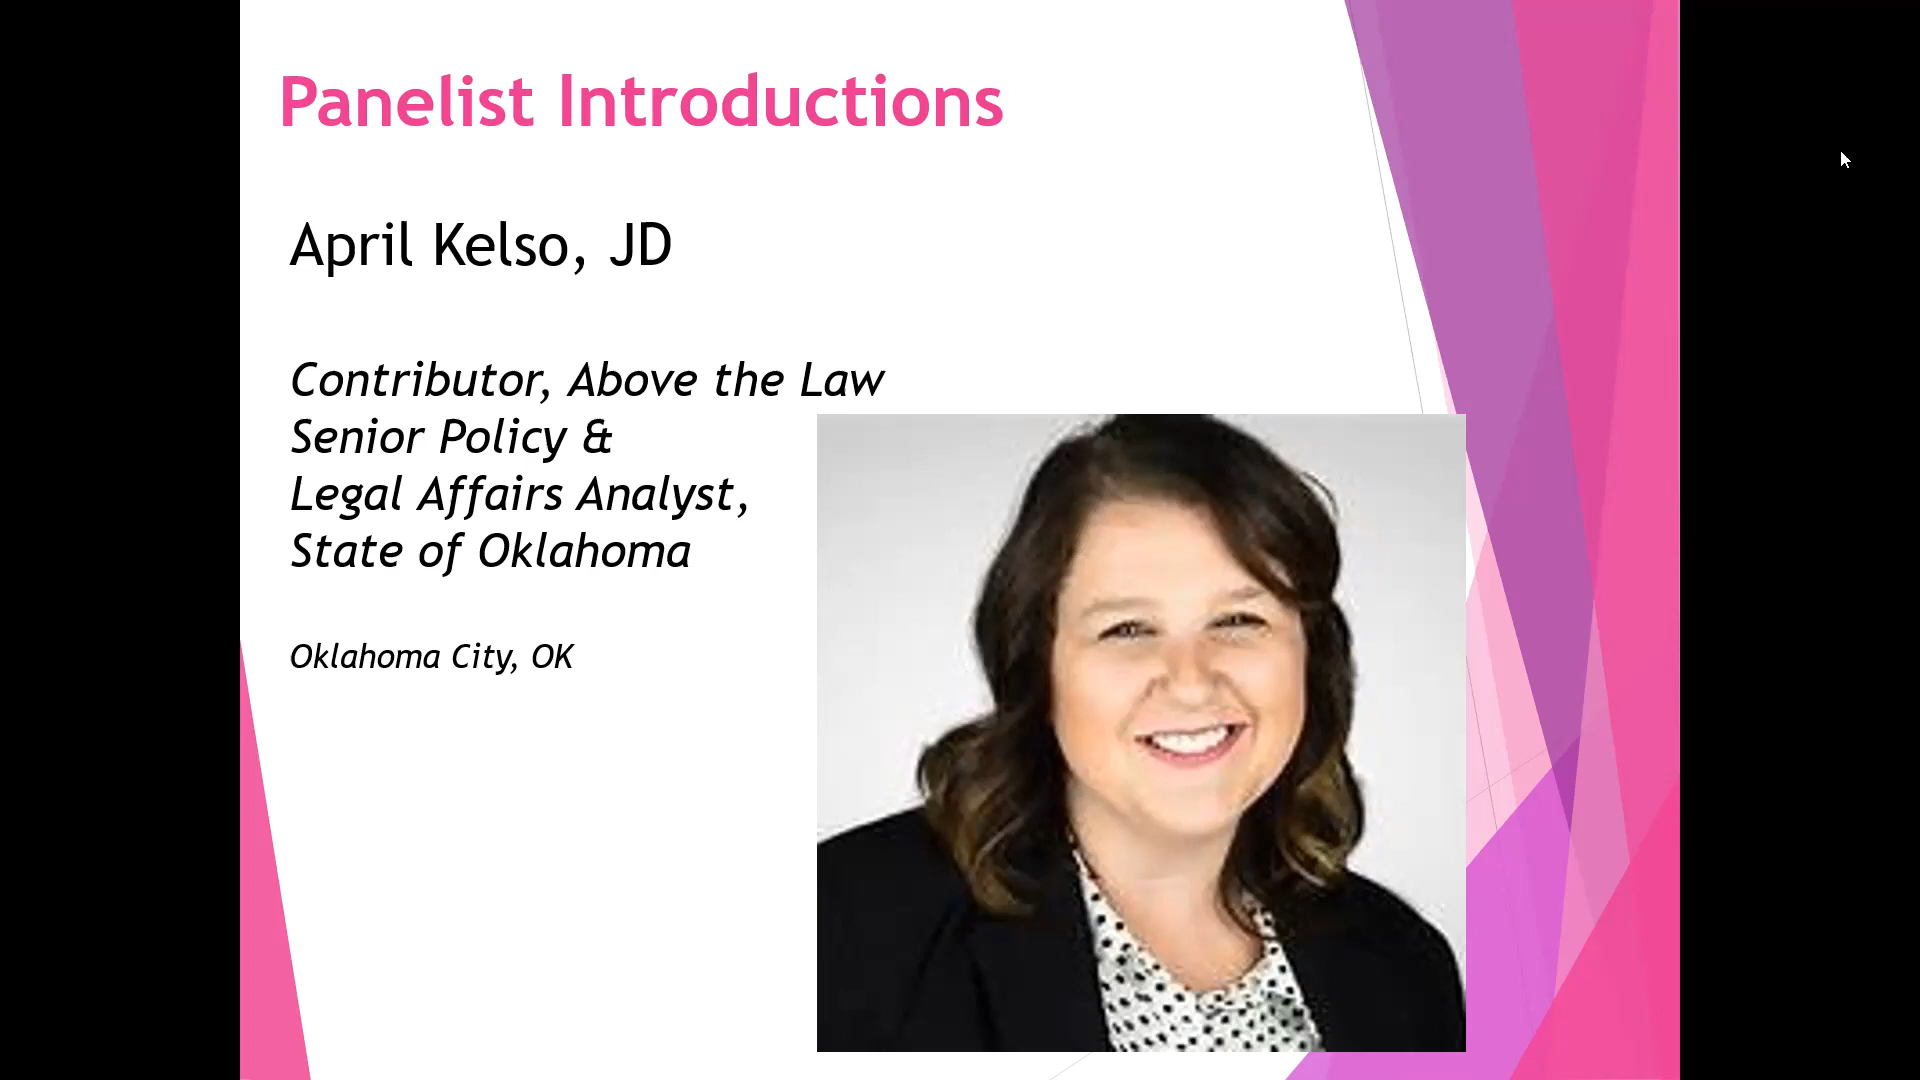 Panelist Introductions
April Kelso, JD
Contributor, Above the Law
Senior Policy &
Legal Affairs Analyst,
State of Oklahoma
Oklahoma City, OK